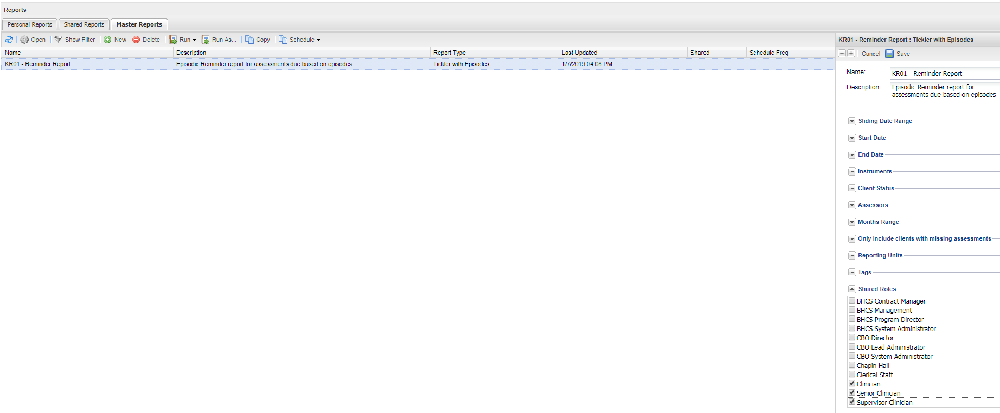 Reports
Personal Reports Shared Reports Master Reports
Open Show Filter New Delete Run Run As... Copy Schedule
Name Description Report Type Last Updated Shared Schedule Freq
KR01 - Reminder Report Episodic Reminder report for assessments due based on episodes Tickler with Episodes 1/7/2019 04:08 PM
KR01 - Reminder Report : Tickler with Episodes
Cancel Save
Name: KR01 - Reminder Report
Description: Episodic Reminder report for
assessments due based on episodes
Sliding Date Range
Start Date
End Date
Instruments
Client Status
Assessors
Months Range
Only include clients with missing assessments
Reporting Units
Tags
Shared Roles
BHCS Contract Manager
BHCS Management
BHCS Program Director
BHCS System Administrator
CBO Director
CBO Lead Administrator
CBO System Administrator
Chapin Hall
Clerical Staff
Clinician
Senior Clinician
Supervisor Clinician